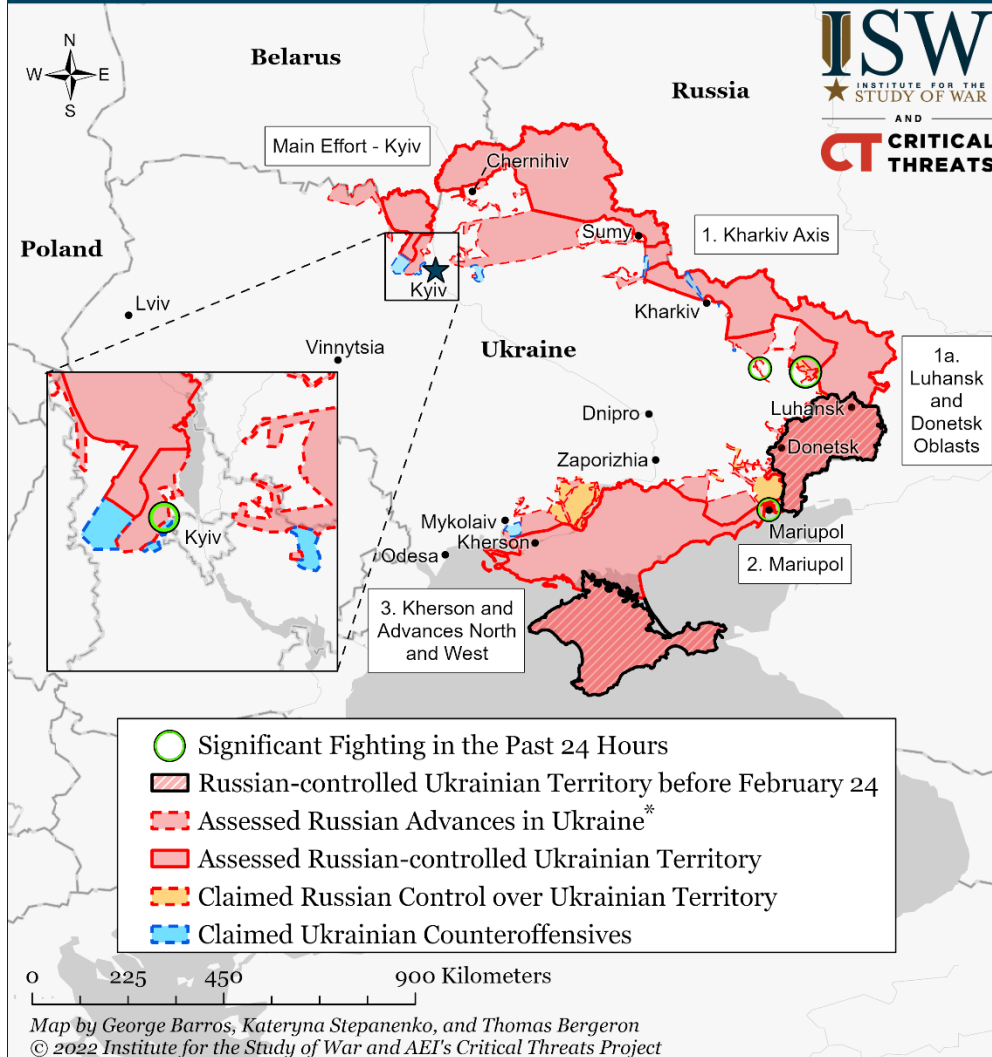 N
W E
S
Belarus
Russia
ISW
INSTITUTE FOR THE
STUDY OF WAR
AND
CT CRITICAL
THREATS
Main Effort - Kyiv
Chernihiv
Poland
Sumy
1. Kharkiv Axis
Kyiv
Lviv
Kharkiv
Vinnytsia
Ukraine
1a.
Luhansk
and
Donetsk
Oblasts
Dnipro
Luhansk
Donetsk
Zaporizhia
Kyiv
Mykolaiv
Kherson
Mariupol
Odesa
2. Mariupol
3. Kherson and
Advances North
and West
Significant Fighting in the Past 24 Hours
Russian-controlled Ukrainian Territory before February 24
Assessed Russian Advances in Ukraine*
Assessed Russian-controlled Ukrainian Territory
Claimed Russian Control over Ukrainian Territory
Claimed Ukrainian Counteroffensives
0 225 450 900 Kilometers
Map by George Barros, Kateryna Stepanenko, and Thomas Bergeron
© 2022 Institute for the Study of War and AEI's Critical Threats Project